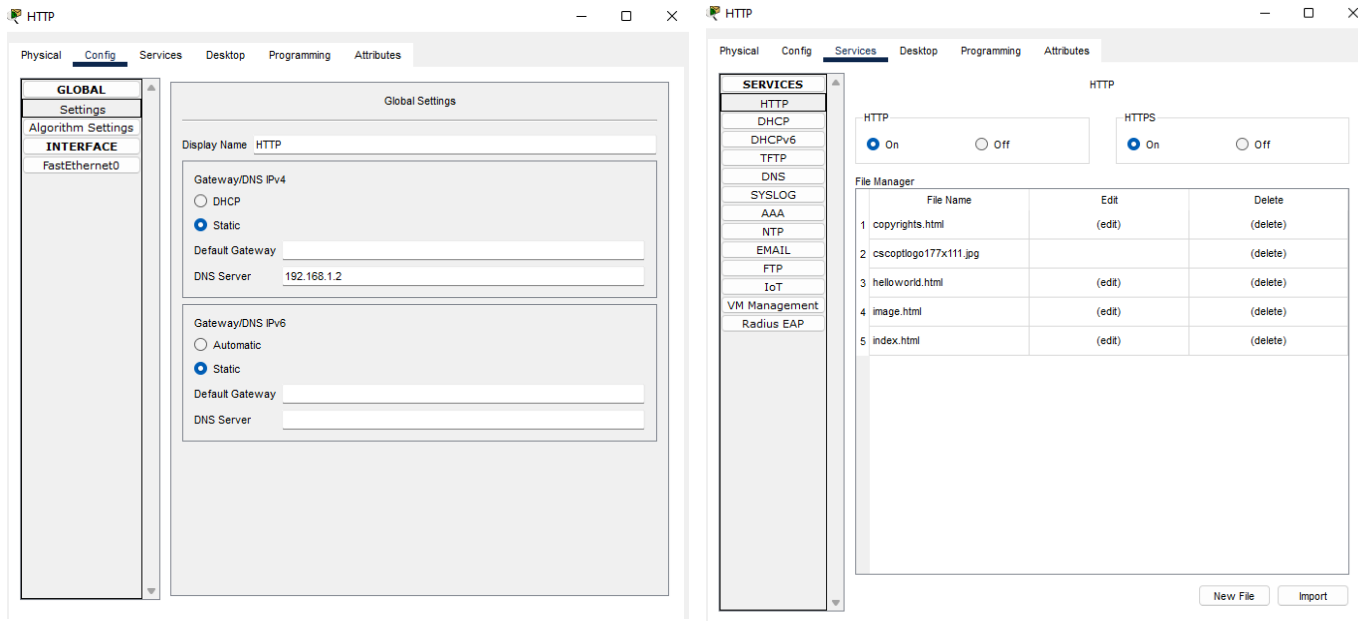 HTTP
Physical Config Services Desktop Programming Attributes
GLOBAL
Settings
Algorithm Settings
INTERFACE
FastEthernet0
Global Settings
Display Name HTTP
Gateway/DNS IPv4
DHCP
Static
Default Gateway
DNS Server 192.168.1.2
Gateway/DNS IPv6
Automatic
Static
Default Gateway
DNS Server
HTTP
Physical Config Services Desktop Programming Attributes
SERVICES
HTTP
DHCP
DHCPv6
TFTP
DNS
SYSLOG
AAA
NTP
EMAIL
FTP
IoT
VM Management
Radius EAP
HTTP
HTTP HTTPS
On Off On Off
File Manager
File Name Edit Delete
1 copyrights.html (edit) (delete)
2 cscoptlogo177x111.jpg (delete)
3 helloworld.html (edit) (delete)
4 image.html (edit) (delete)
5 index.html (edit) (delete)
New File Import